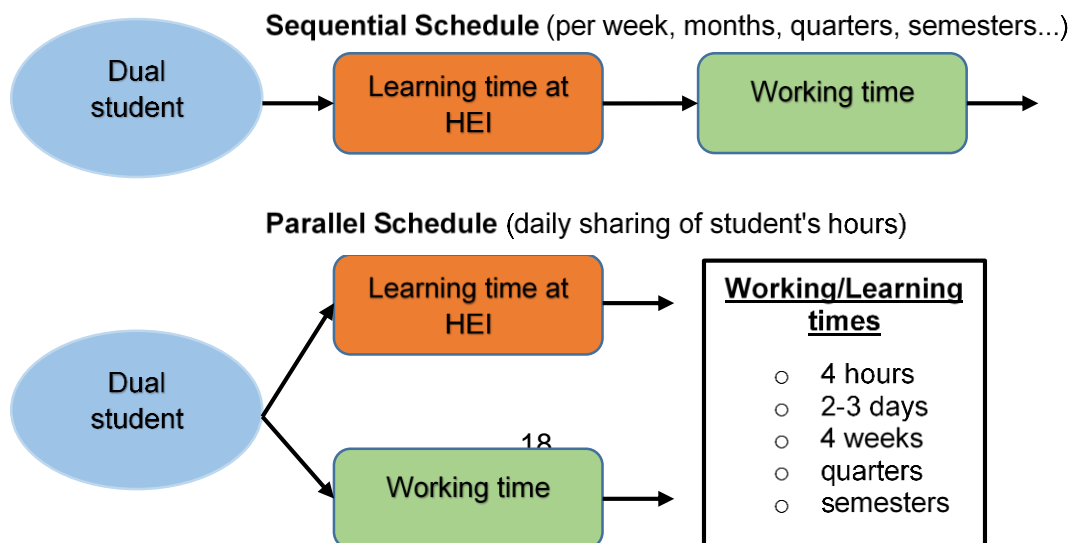 Sequential Schedule (per week, months, quarters, semesters...)
Dual
student
Learning time at
HEI
Working time
Parallel Schedule (daily sharing of student's hours)
Dual
student
Learning time at
HEI
18
Working time
Working/Learning
times
o 4 hours
o 2-3 days
o 4 weeks
o quarters
o semesters